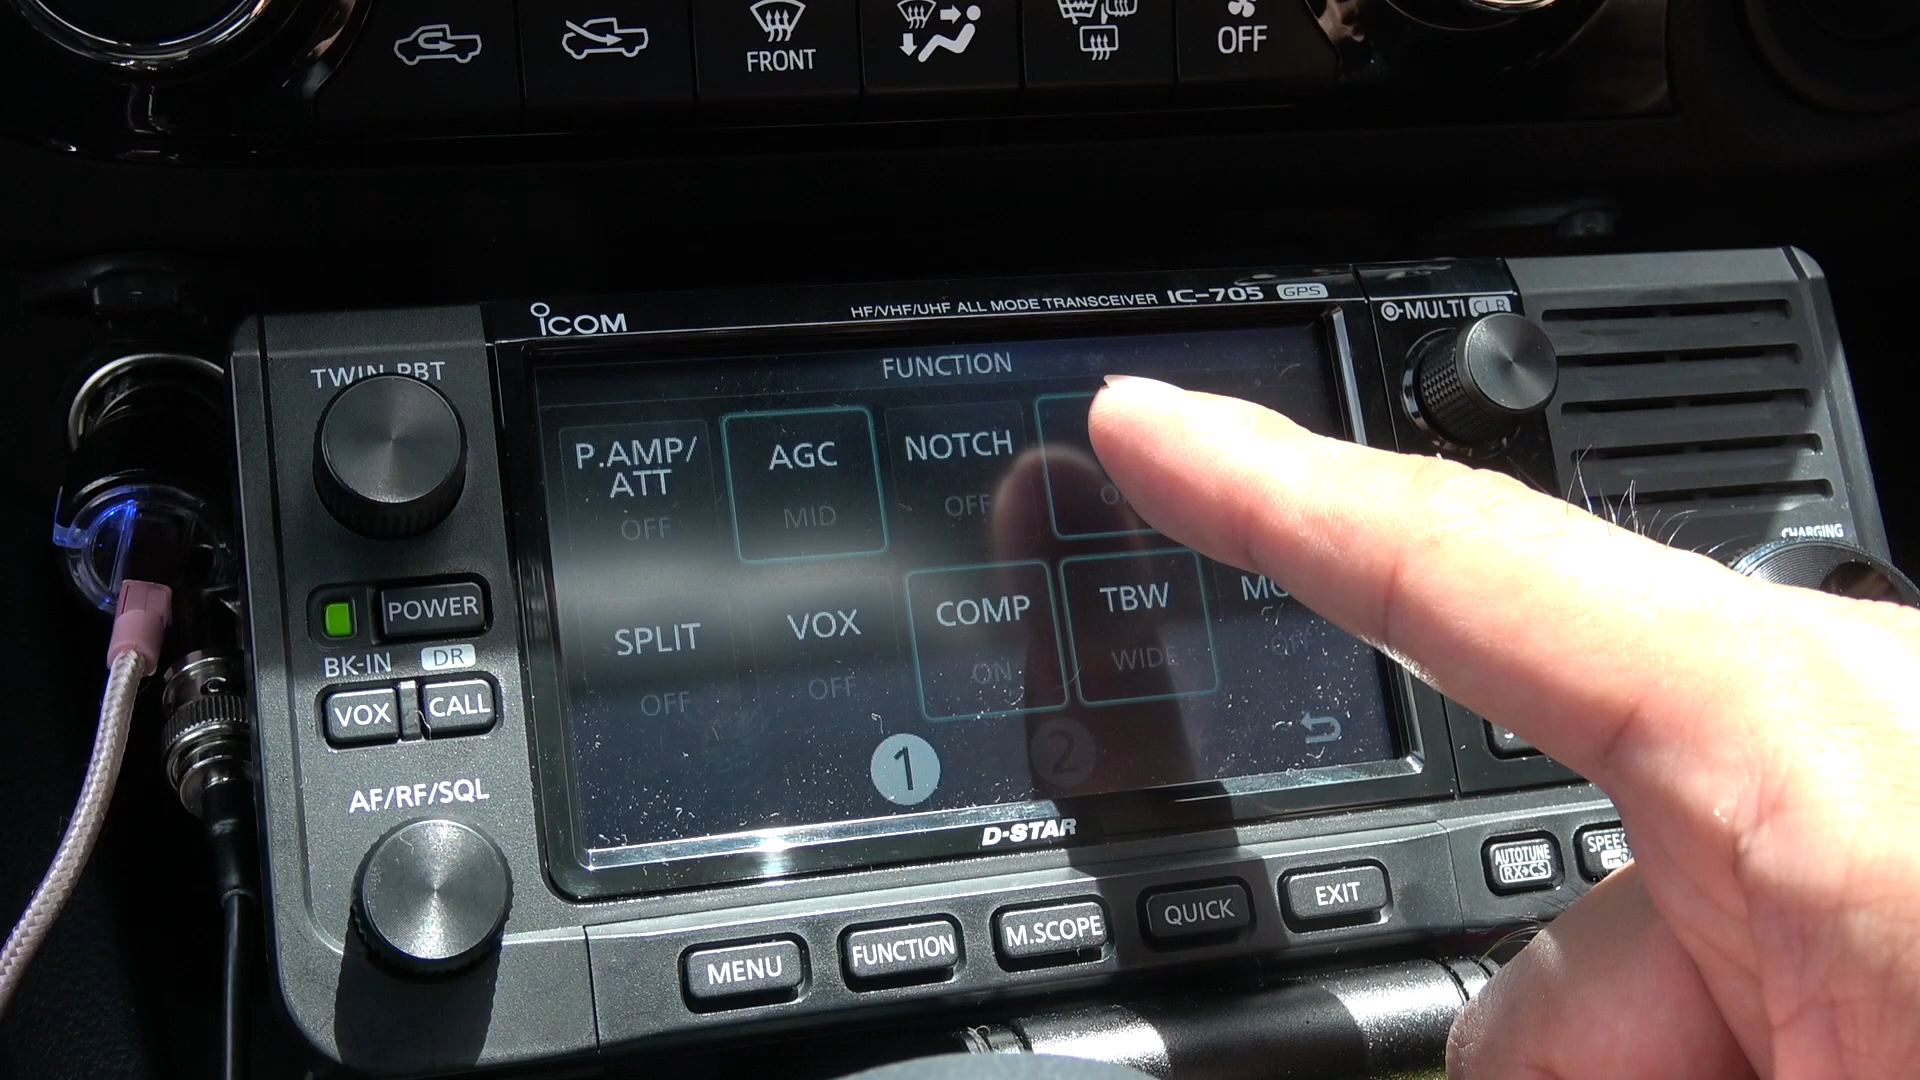 FRONT
OFF
ICOM
HF/VHF/UHF ALL MODE TRANSCEIVER IC-705 GPS
MULTI CLR
TWIN PBT
FUNCTION
P.AMP/
ATT
OFF
AGC
MID
NOTCH
OFF
CHARGING
SPLIT
OFF
VOX
OFF
COMP
ON
TBW
WIDE
1
2
POWER
BK-IN DR
VOX CALL
AF/RF/SQL
D-STAR
MENU FUNCTION M.SCOPE QUICK EXIT
AUTOTUNE
RX→CS